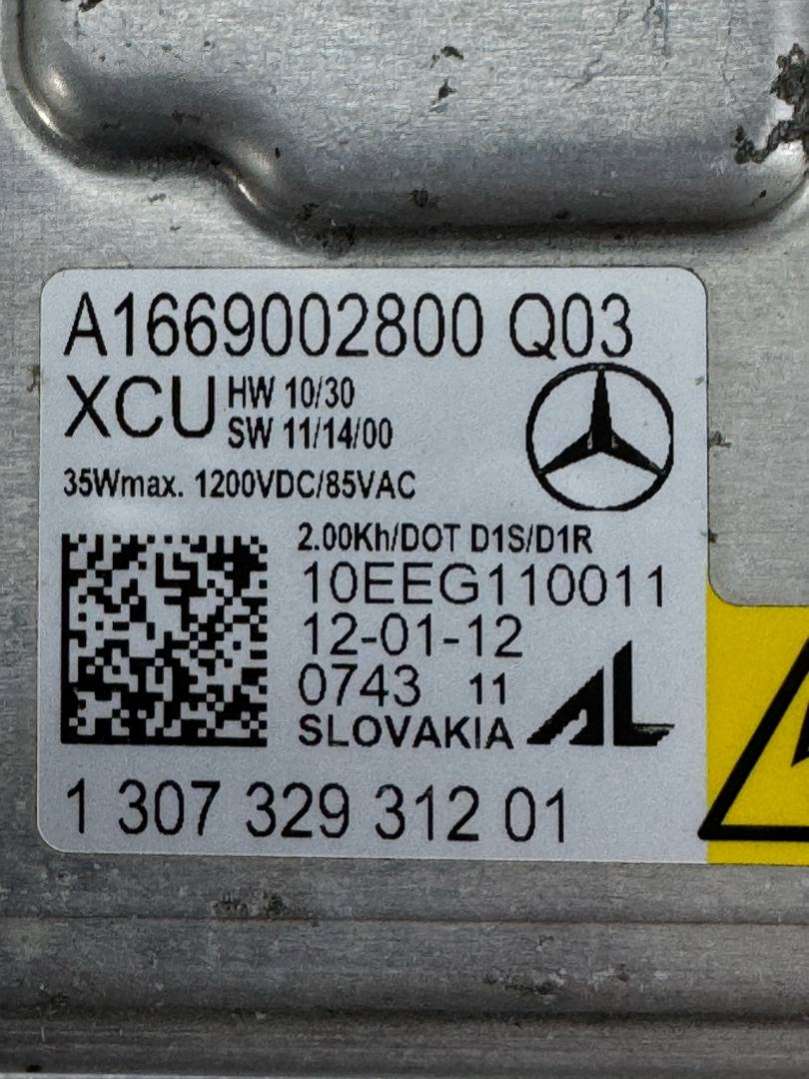 A1669002800 Q03
XCU HW 10/30
SW 11/14/00
35Wmax. 1200VDC/85VAC
2.00Kh/DOT D1S/D1R
10EEG110011
12-01-12
0743 11
SLOVAKIA AL
1 307 329 312 01